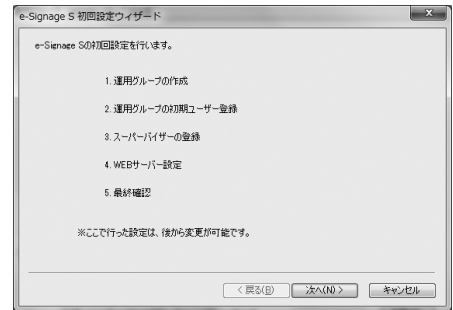 e-Signage S 初回設定ウィザード
e-Signage Sの初回設定を行います。
1. 運用グループの作成
2. 運用グループの初期ユーザー登録
3. スーパーバイザーの登録
4. WEBサーバー設定
5. 最終確認
※ここで行った設定は、後から変更が可能です。
< 戻る(B) 次へ(N) > キャンセル